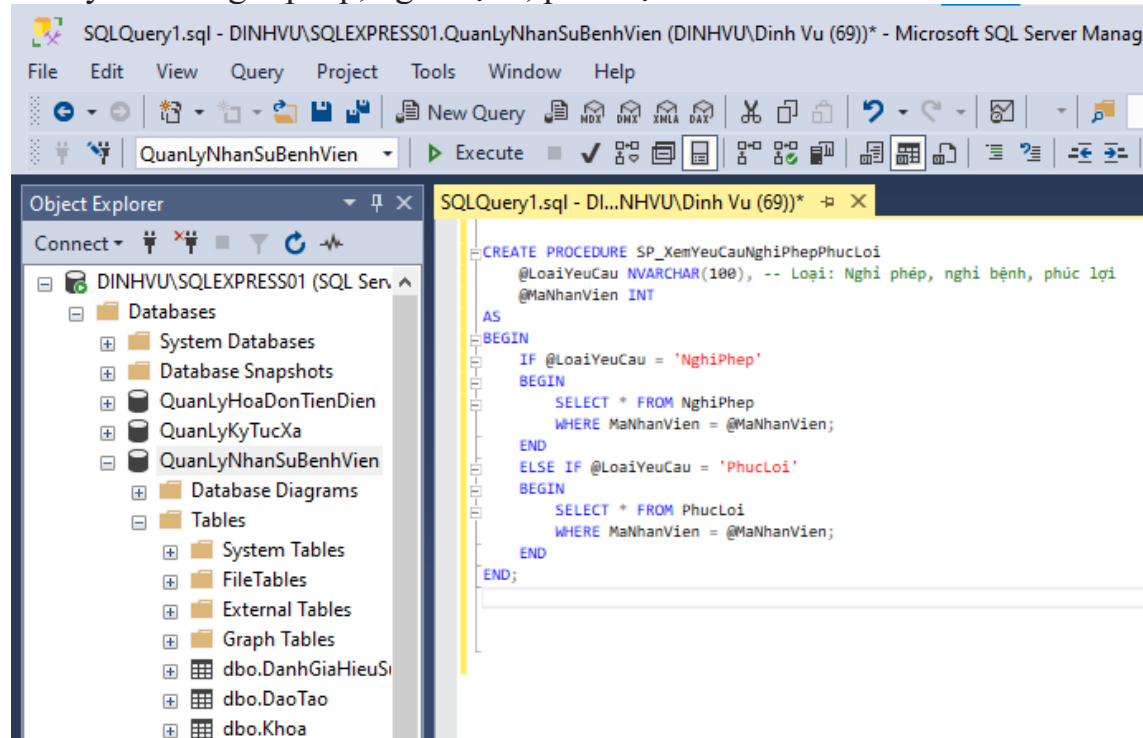 SQLQuery1.sql - DINHVU\SQLEXPRESS01.QuanLyNhanSuBenhVien (DINHVU\Dinh Vu (69))* - Microsoft SQL Server Manag
File Edit View Query Project Tools Window Help
New Query MDX DMX XMLA DAX
QuanLyNhanSuBenhVien Execute
Object Explorer
SQLQuery1.sql - DI...NHVU\Dinh Vu (69))*
Connect
DINHVU\SQLEXPRESS01 (SQL Serv
Databases
System Databases
Database Snapshots
QuanLyHoaDonTienDien
QuanLyKyTucXa
QuanLyNhanSuBenhVien
Database Diagrams
Tables
System Tables
FileTables
External Tables
Graph Tables
dbo.DanhGiaHieuSu
dbo.DaoTao
dbo.Khoa
CREATE PROCEDURE SP_XemYeuCauNghiPhepPhucLoi
@LoaiYeuCau NVARCHAR(100), -- Loại: Nghỉ phép, nghỉ bệnh, phúc lợi
@MaNhanVien INT
AS
BEGIN
IF @LoaiYeuCau = 'NghiPhep'
BEGIN
SELECT * FROM NghiPhep
WHERE MaNhanVien = @MaNhanVien;
END
ELSE IF @LoaiYeuCau = 'PhucLoi'
BEGIN
SELECT * FROM PhucLoi
WHERE MaNhanVien = @MaNhanVien;
END
END;